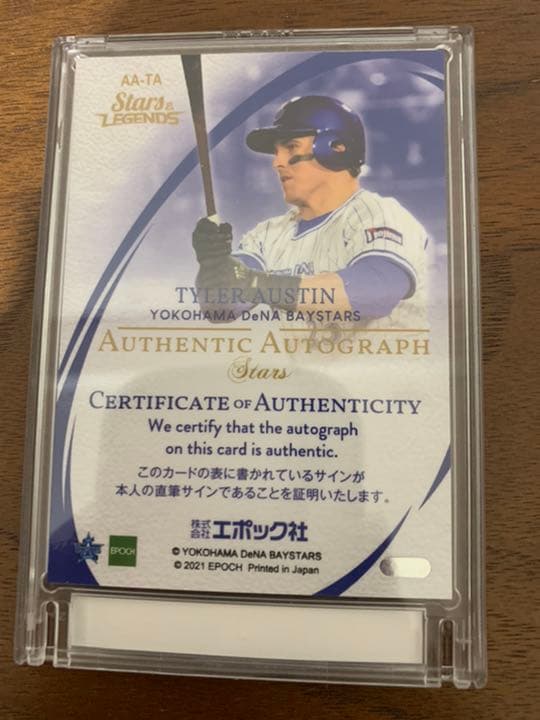 AA-TA
Stars &
LEGENDS
TYLER AUSTIN
YOKOHAMA DeNA BAYSTARS
AUTHENTIC AUTOGRAPH
Stars
CERTIFICATE OF AUTHENTICITY
We certify that the autograph
on this card is authentic.
このカードの表に書かれているサインが
本人の直筆サインであることを証明いたします。
株式会社エポック社
EPOCH
© YOKOHAMA DeNA BAYSTARS
© 2021 EPOCH Printed in Japan